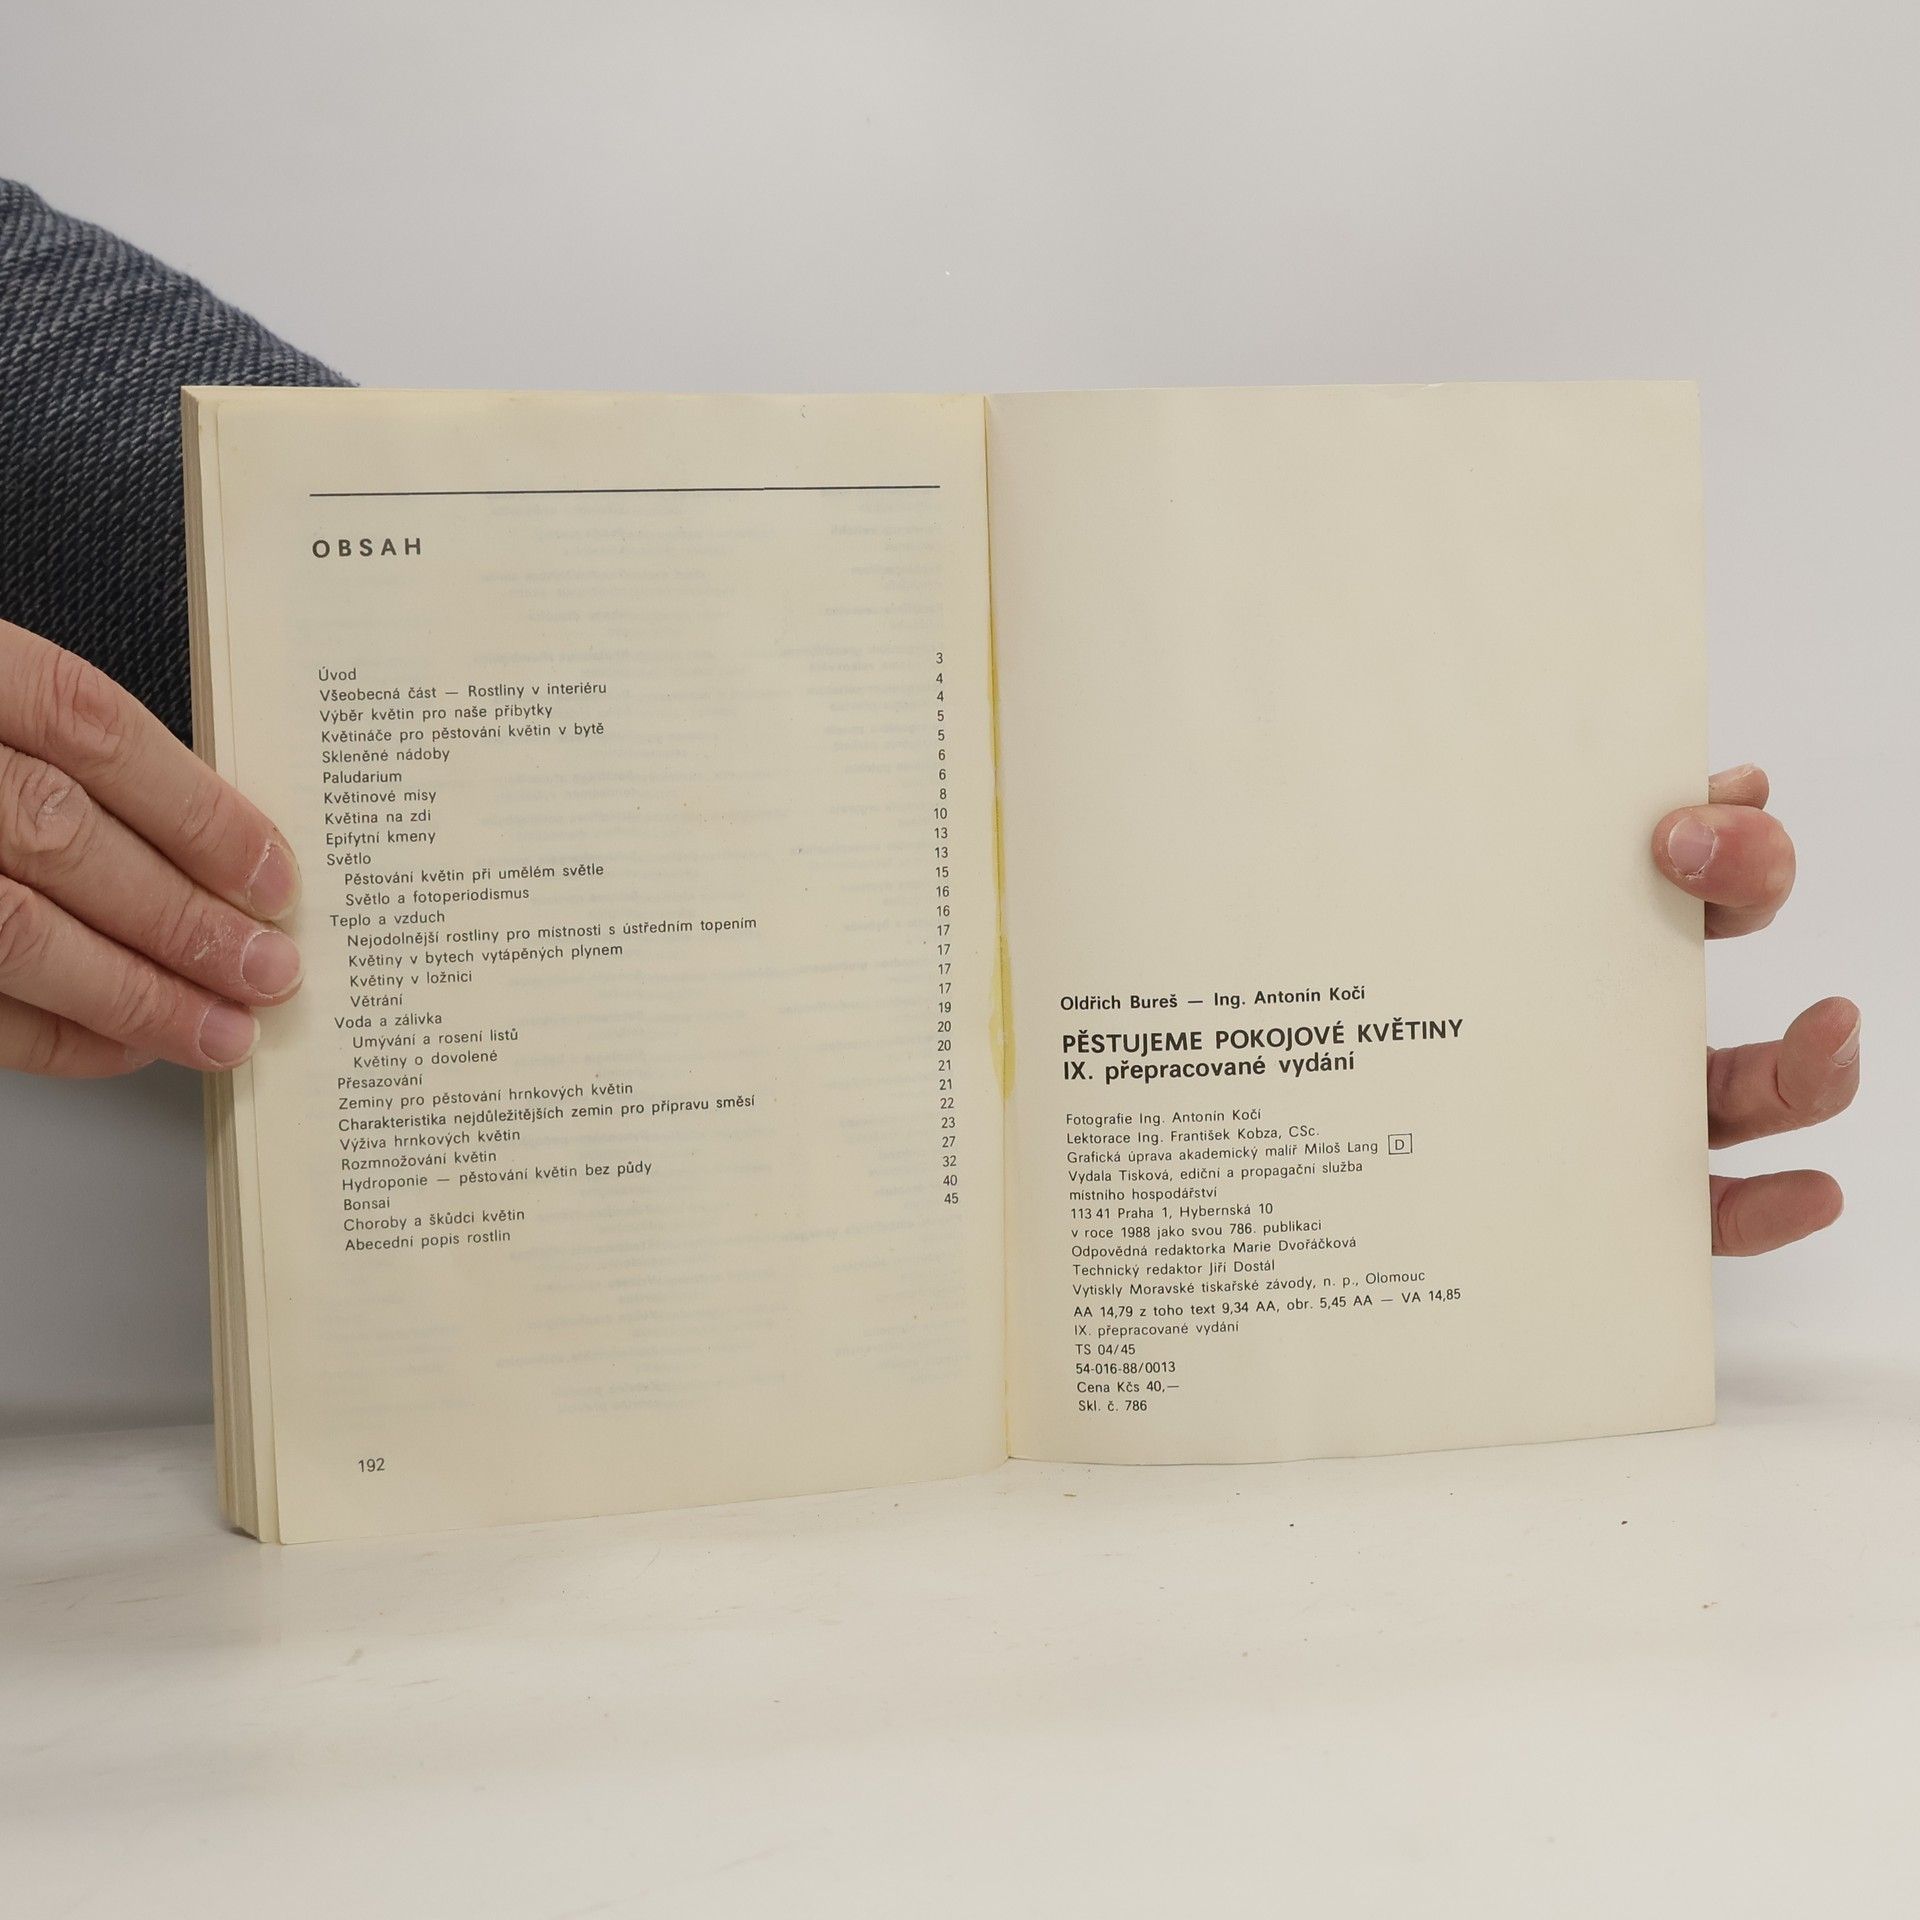 OBSAH
Úvod 3
Všeobecná část — Rostliny v interiéru 4
Výběr květin pro naše příbytky 4
Květináče pro pěstování květin v bytě 5
Skleněné nádoby 5
Paludarium 6
Květinové misy 6
Květina na zdi 8
Epifytní kmeny 10
Světlo 13
Pěstování květin při umělém světle 13
Světlo a fotoperiodismus 15
Teplo a vzduch 16
Nejodolnější rostliny pro místnosti s ústředním topením 16
Květiny v bytech vytápěných plynem 17
Květiny v ložnici 17
Větrání 17
Voda a zálivka 17
Umývání a rosení listů 19
Květiny o dovolené 20
Přesazování 20
Zeminy pro pěstování hrnkových květin 21
Charakteristika nejdůležitějších zemin pro přípravu směsí 21
Výživa hrnkových květin 22
Rozmnožování květin 23
Hydroponie — pěstování květin bez půdy 27
Bonsai 32
Choroby a škůdci květin 40
Abecední popis rostlin 45
192
Oldřich Bureš — Ing. Antonín Kočí
PĚSTUJEME POKOJOVÉ KVĚTINY
IX. přepracované vydání
Fotografie Ing. Antonín Kočí
Lektorace Ing. František Kobza, CSc.
Grafická úprava akademický malíř Miloš Lang D
Vydala Tisková, ediční a propagační služba
místního hospodářství
113 41 Praha 1, Hybernská 10
v roce 1988 jako svou 786. publikaci
Odpovědná redaktorka Marie Dvořáčková
Technický redaktor Jiří Dostál
Vytiskly Moravské tiskařské závody, n. p., Olomouc
AA 14,79 z toho text 9,34 AA, obr. 5,45 AA — VA 14,85
IX. přepracované vydání
TS 04/45
54-016-88/0013
Cena Kčs 40,—
Skl. č. 786